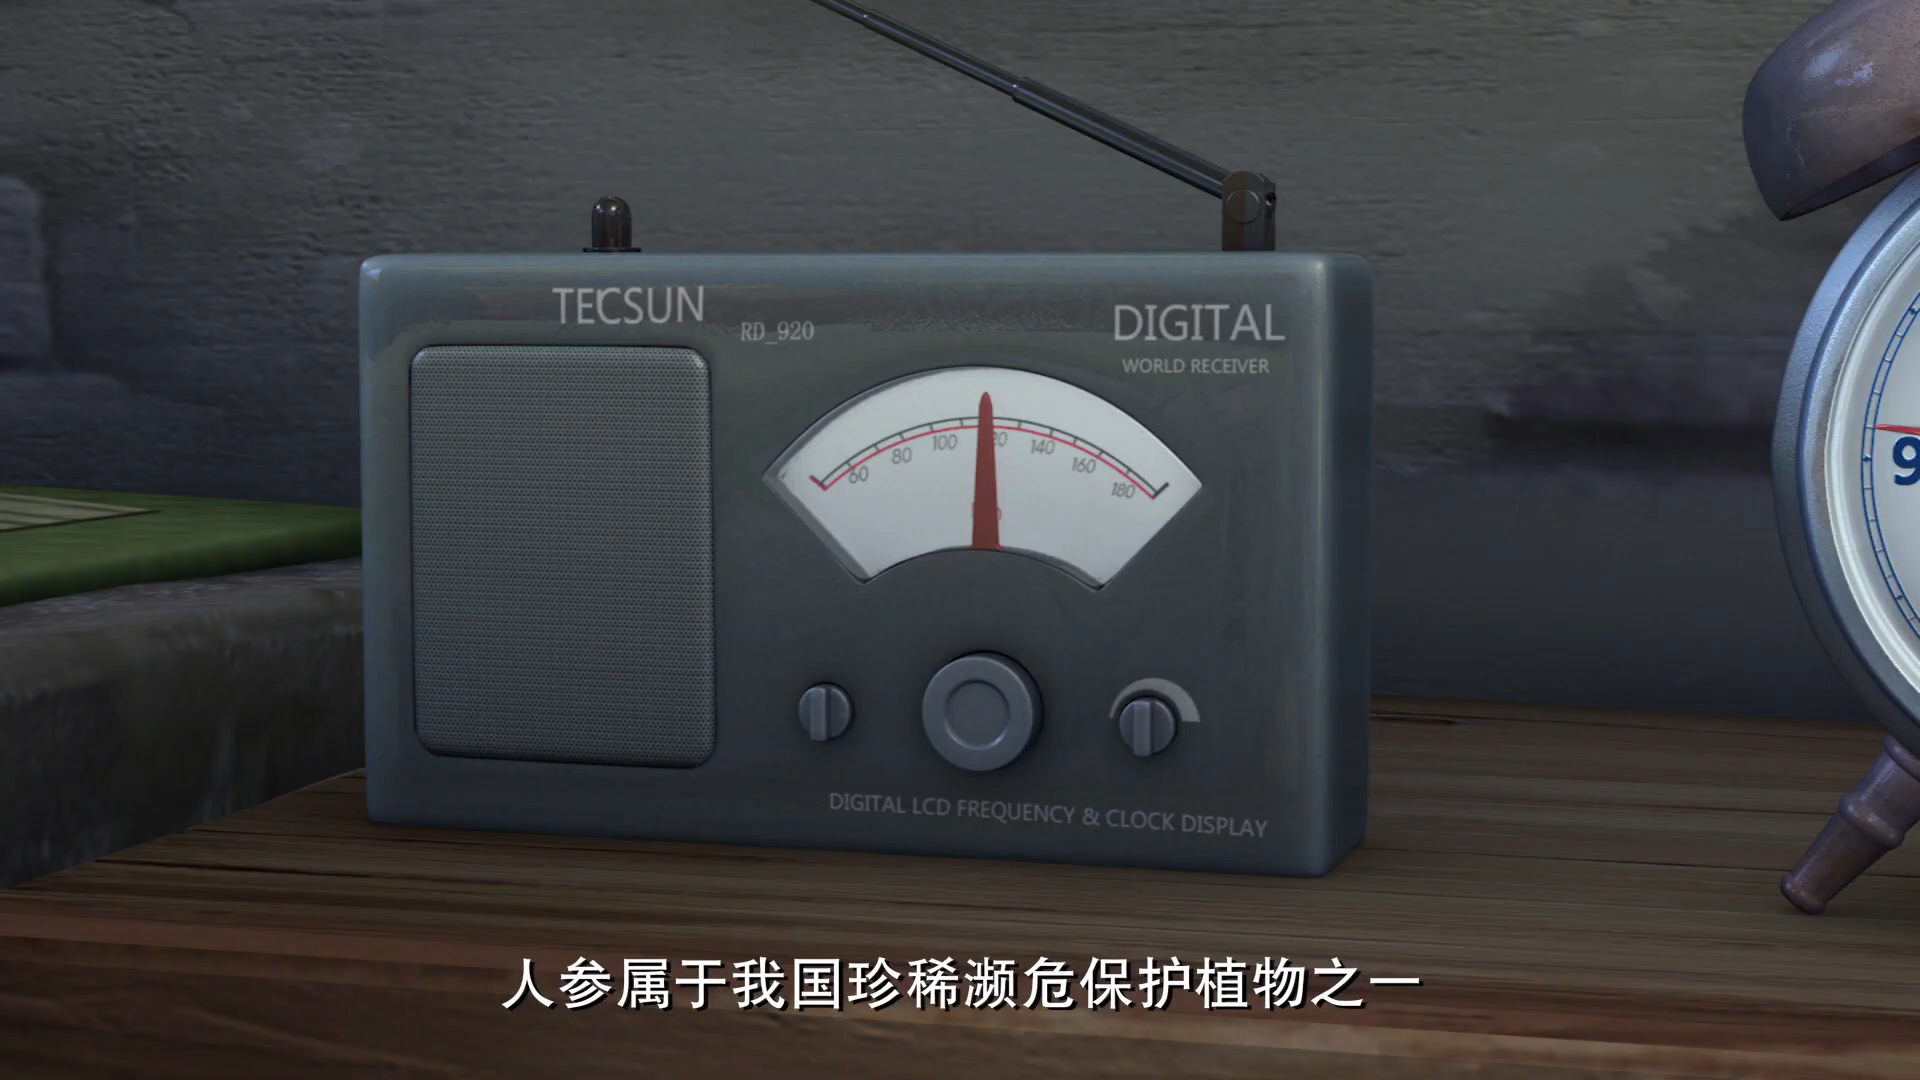 TECSUN
RD_920
DIGITAL
WORLD RECEIVER
60 80 100 140 160 180
DIGITAL LCD FREQUENCY & CLOCK DISPLAY
9
人参属于我国珍稀濒危保护植物之一